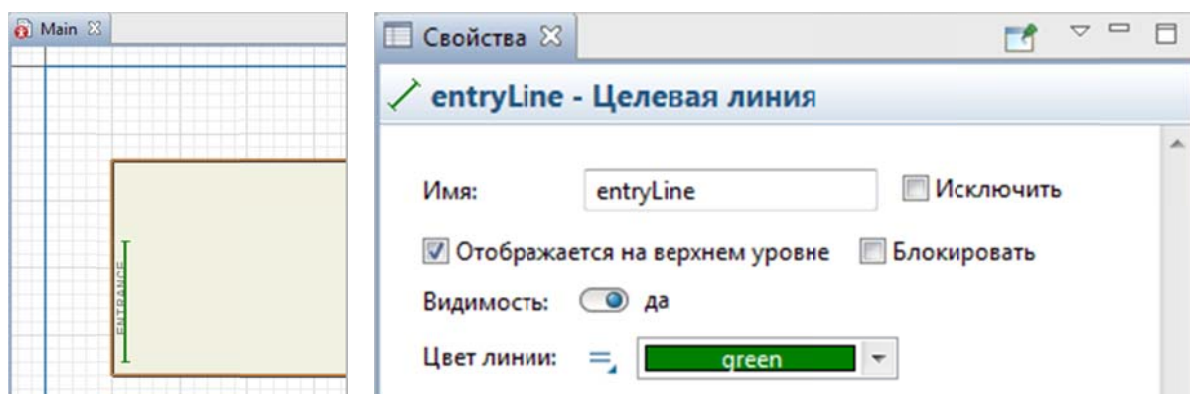 Main
ENTRANCE
Свойства
entryLine - Целевая линия
Имя: entryLine Исключить
Отображается на верхнем уровне Блокировать
Видимость: да
Цвет линии: green